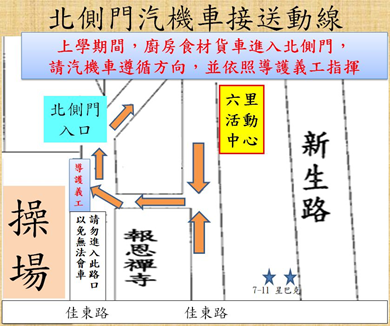 北側門汽機車接送動線
上學期間，廚房食材貨車進入北側門，
請汽機車遵循方向，並依照導護義工指揮
北側門
入口
六里
活動
中心
新生路
導護義工
操場
請勿進入此路口
以免無法會車
報恩禪寺
7-11 星巴克
佳東路
佳東路